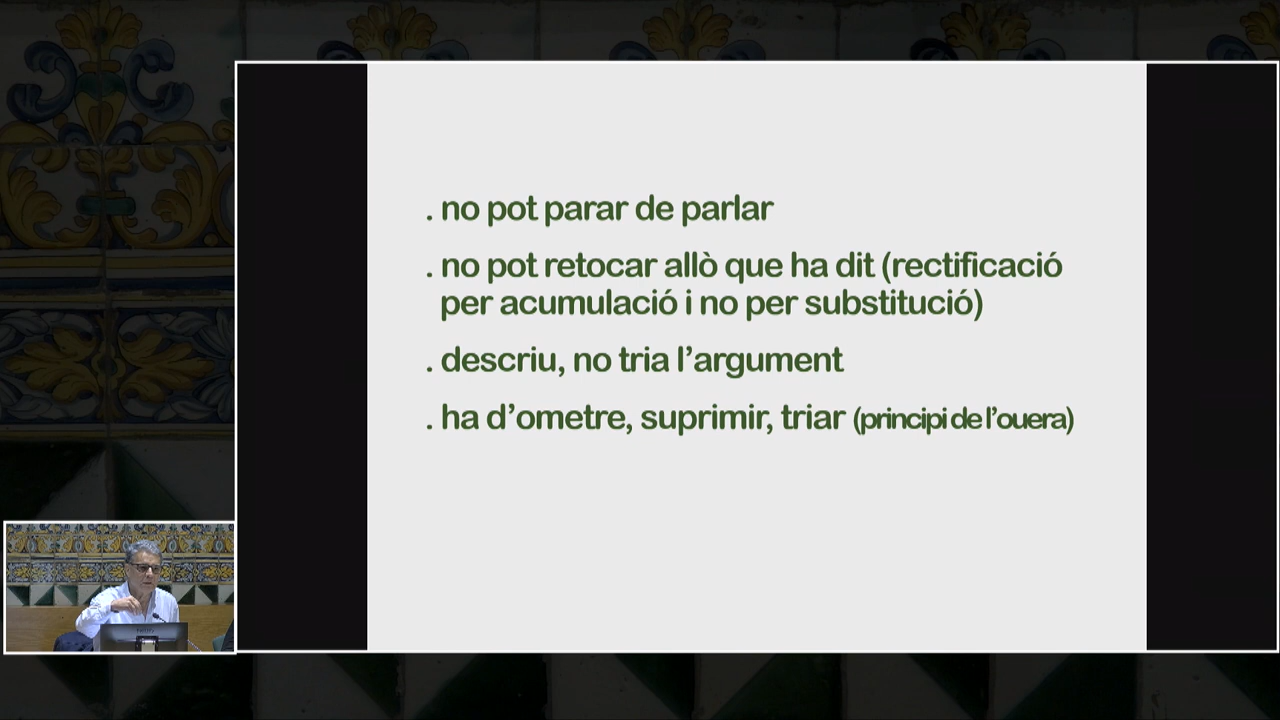 . no pot parar de parlar
. no pot retocar allò que ha dit (rectificació
per acumulació i no per substitució)
. descriu, no tria l’argument
. ha d’ometre, suprimir, triar (principi de l’ouera)